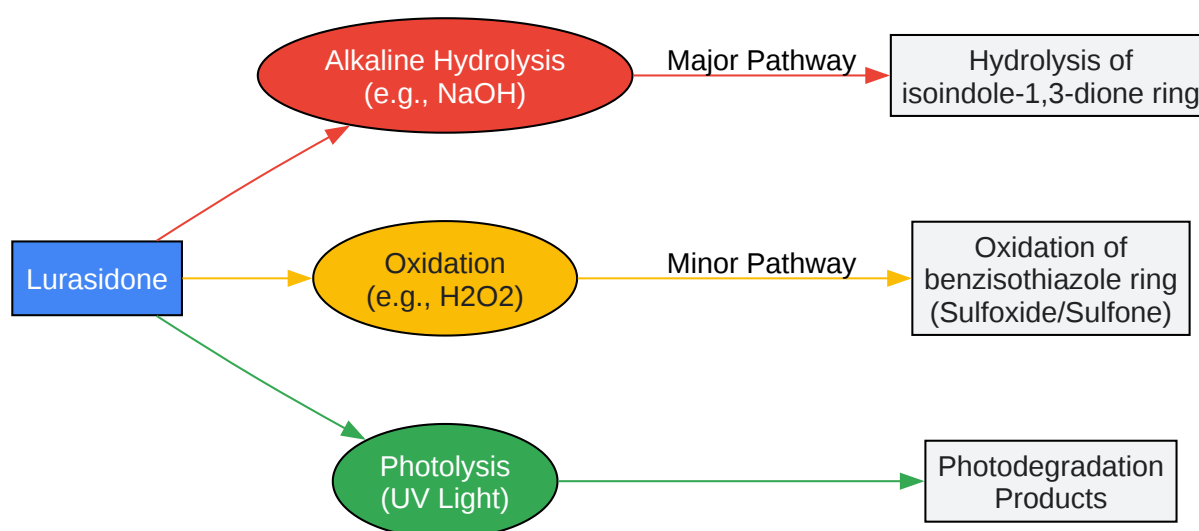 Alkaline Hydrolysis
(e.g., NaOH)
Major Pathway
Hydrolysis of
isoindole-1,3-dione ring
Lurasidone
Oxidation
(e.g., H2O2)
Minor Pathway
Oxidation of
benzisothiazole ring
(Sulfoxide/Sulfone)
Photolysis
(UV Light)
Photodegradation
Products